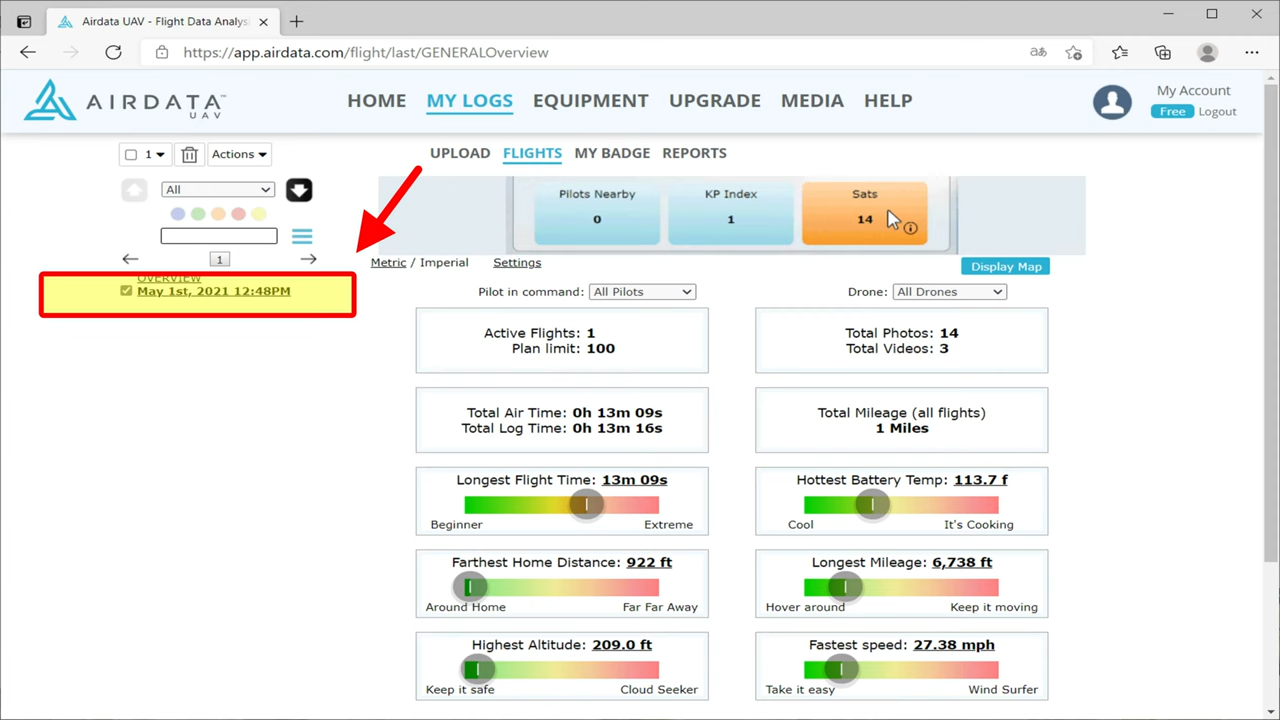 Airdata UAV - Flight Data Analysi
https://app.airdata.com/flight/last/GENERALOverview
AIRDATA™
UAV
HOME MY LOGS EQUIPMENT UPGRADE MEDIA HELP
My Account
Free Logout
1 Actions
UPLOAD FLIGHTS MY BADGE REPORTS
All
Pilots Nearby KP Index Sats
0 1 14
1
Metric / Imperial Settings Display Map
OVERVIEW
May 1st, 2021 12:48PM
Pilot in command: All Pilots Drone: All Drones
Active Flights: 1
Plan limit: 100
Total Photos: 14
Total Videos: 3
Total Air Time: 0h 13m 09s
Total Log Time: 0h 13m 16s
Total Mileage (all flights)
1 Miles
Longest Flight Time: 13m 09s
Beginner Extreme
Hottest Battery Temp: 113.7 f
Cool It's Cooking
Farthest Home Distance: 922 ft
Around Home Far Far Away
Longest Mileage: 6,738 ft
Hover around Keep it moving
Highest Altitude: 209.0 ft
Keep it safe Cloud Seeker
Fastest speed: 27.38 mph
Take it easy Wind Surfer